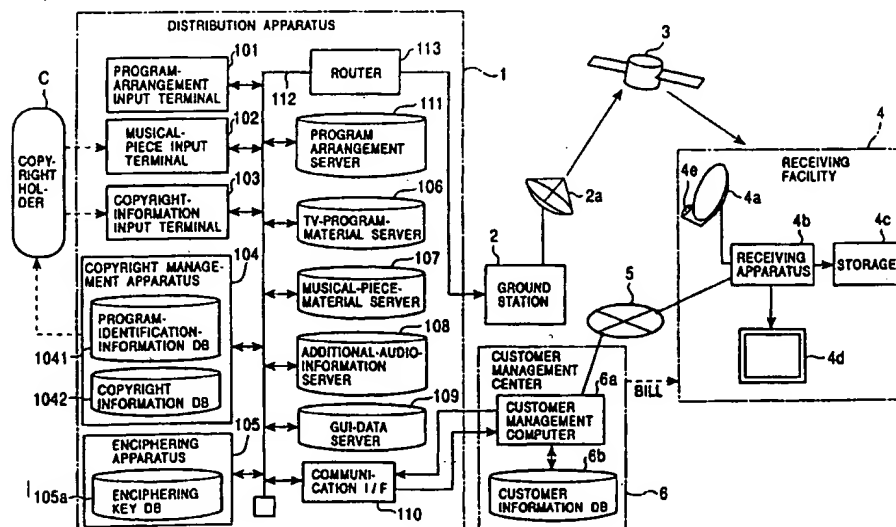 DISTRIBUTION APPARATUS
101
PROGRAM-
ARRANGEMENT
INPUT TERMINAL
113
ROUTER
112
1
3
C
COPY-
RIGHT
HOLD-
ER
102
MUSICAL-
PIECE INPUT
TERMINAL
111
PROGRAM
ARRANGEMENT
SERVER
103
COPYRIGHT-
INFORMATION
INPUT TERMINAL
106
TV-PROGRAM-
MATERIAL SERVER
2a
2
GROUND
STATION
4
RECEIVING
FACILITY
4e
4a
4b
RECEIVING
APPARATUS
4c
STORAGE
4d
5
104
COPYRIGHT MANAGE-
MENT APPARATUS
PROGRAM-
IDENTIFICATION-
INFORMATION DB
1041
1042
COPYRIGHT
INFORMATION DB
107
MUSICAL-PIECE-
MATERIAL SERVER
108
ADDITIONAL-AUDIO-
INFORMATION
SERVER
109
GUI-DATA
SERVER
105
ENCIPHERING
APPARATUS
105a
ENCIPHERING
KEY DB
COMMUNI-
CATION I/F
110
CUSTOMER
MANAGEMENT
CENTER
6a
CUSTOMER
MANAGEMENT
COMPUTER
BILL
6b
CUSTOMER
INFORMATION DB
6